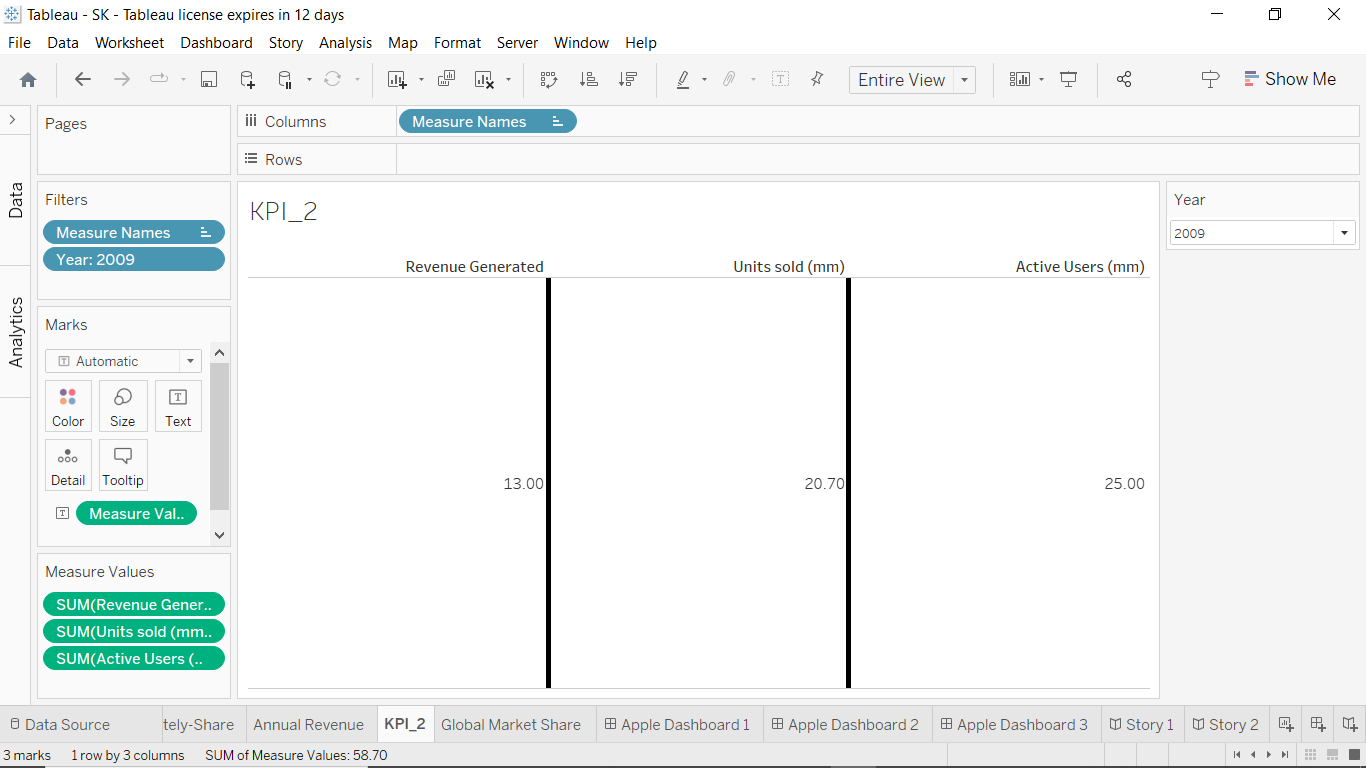 Tableau - SK - Tableau license expires in 12 days
File Data Worksheet Dashboard Story Analysis Map Format Server Window Help
Entire View
Show Me
Data
Analytics
Pages
Columns
Measure Names
Rows
Filters
Measure Names
Year: 2009
Marks
Automatic
Color Size Text
Detail Tooltip
Measure Val..
Measure Values
SUM(Revenue Gener..
SUM(Units sold (mm..
SUM(Active Users (..
KPI_2
Revenue Generated Units sold (mm) Active Users (mm)
13.00 20.70 25.00
Year
2009
Data Source tely-Share Annual Revenue KPI_2 Global Market Share Apple Dashboard 1 Apple Dashboard 2 Apple Dashboard 3 Story 1 Story 2
3 marks 1 row by 3 columns SUM of Measure Values: 58.70